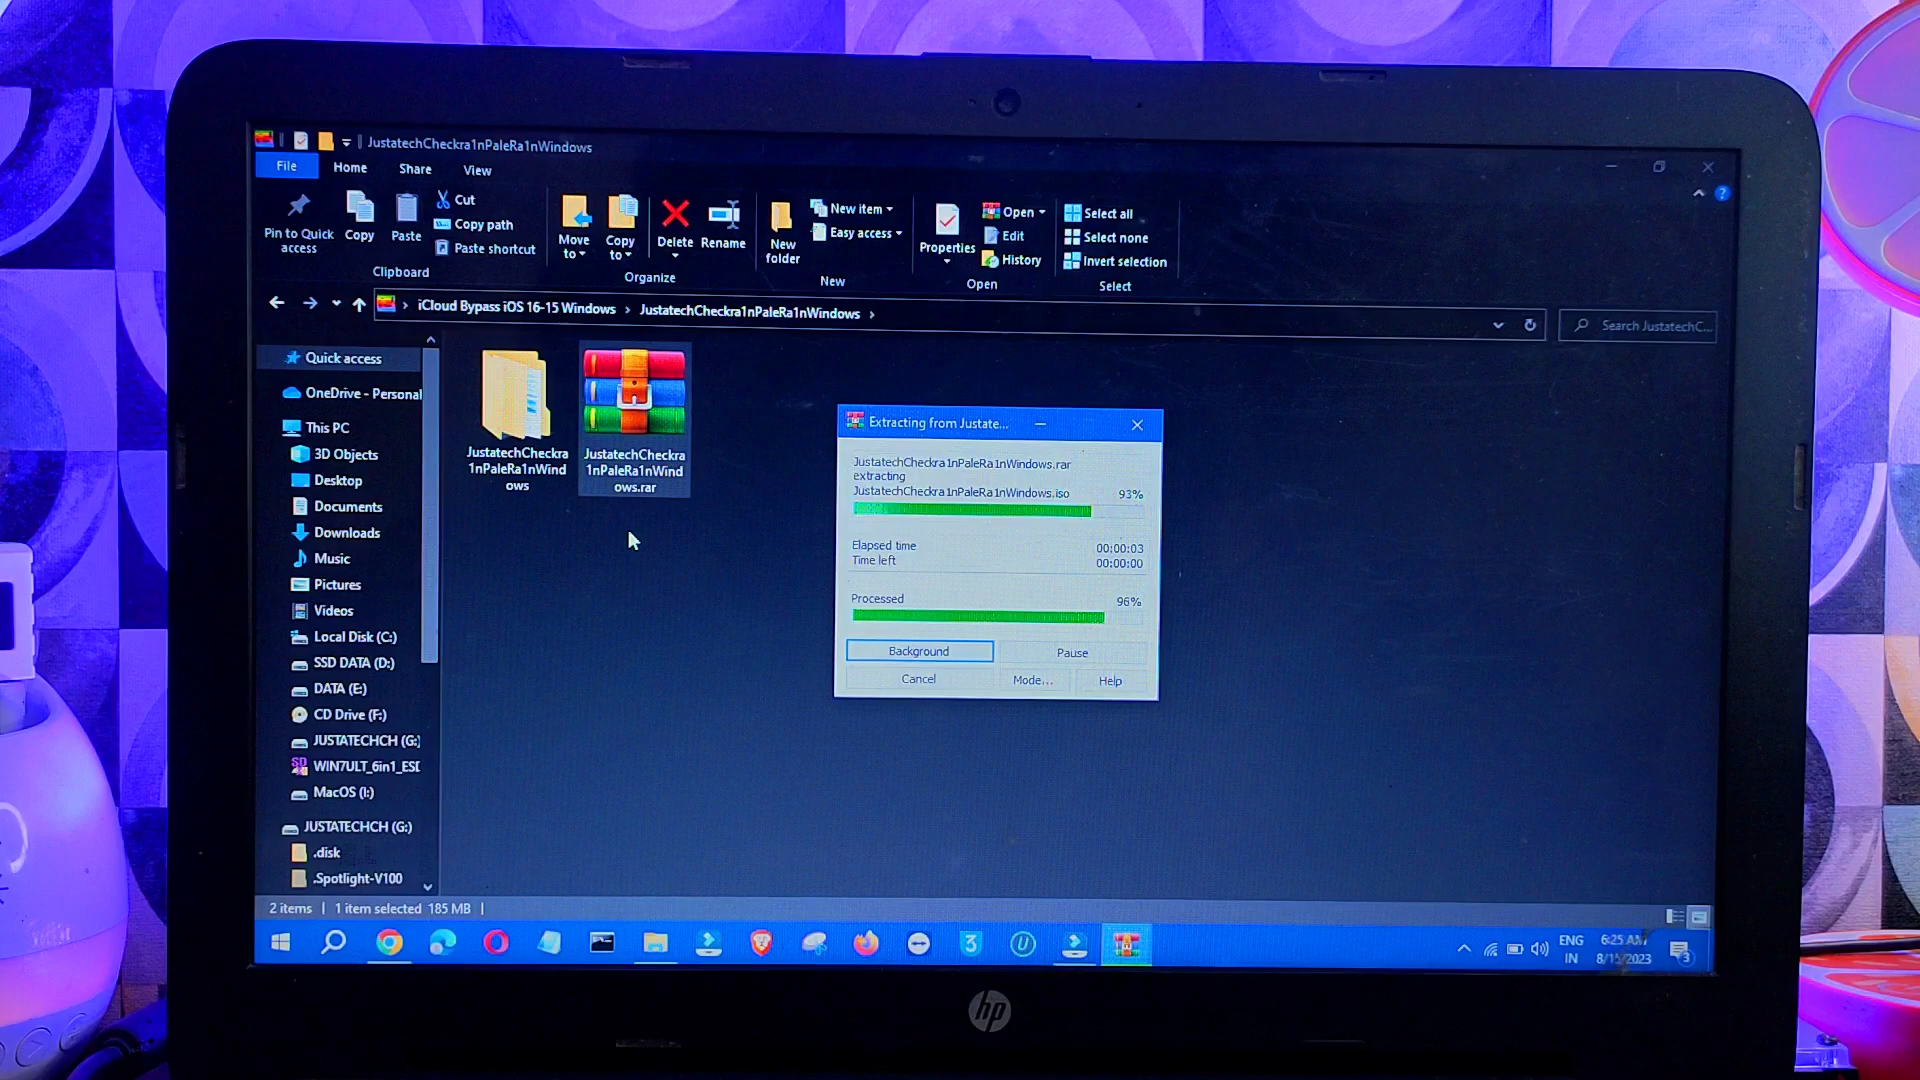 JustatechCheckra1nPaleRa1nWindows
File Home Share View
Pin to Quick access
Copy
Paste
Cut
Copy path
Paste shortcut
Clipboard
Move to
Copy to
Delete
Rename
Organize
New folder
New item
Easy access
New
Properties
Open
Edit
History
Open
Select all
Select none
Invert selection
Select
iCloud Bypass iOS 16-15 Windows > JustatechCheckra1nPaleRa1nWindows >
Search JustatechC...
Quick access
OneDrive - Personal
This PC
3D Objects
Desktop
Documents
Downloads
Music
Pictures
Videos
Local Disk (C:)
SSD DATA (D:)
DATA (E:)
CD Drive (F:)
JUSTATECHCH (G:)
WIN7ULT_6in1_ESD
MacOS (I:)
JUSTATECHCH (G:)
.disk
.Spotlight-V100
JustatechCheckra
1nPaleRa1nWind
ows
JustatechCheckra
1nPaleRa1nWind
ows.rar
Extracting from Justate...
JustatechCheckra1nPaleRa1nWindows.rar
extracting
JustatechCheckra1nPaleRa1nWindows.iso 93%
Elapsed time 00:00:03
Time left 00:00:00
Processed 96%
Background Pause
Cancel Mode... Help
2 items | 1 item selected 185 MB |
ENG
IN
6:25 AM
8/15/2023
3
hp